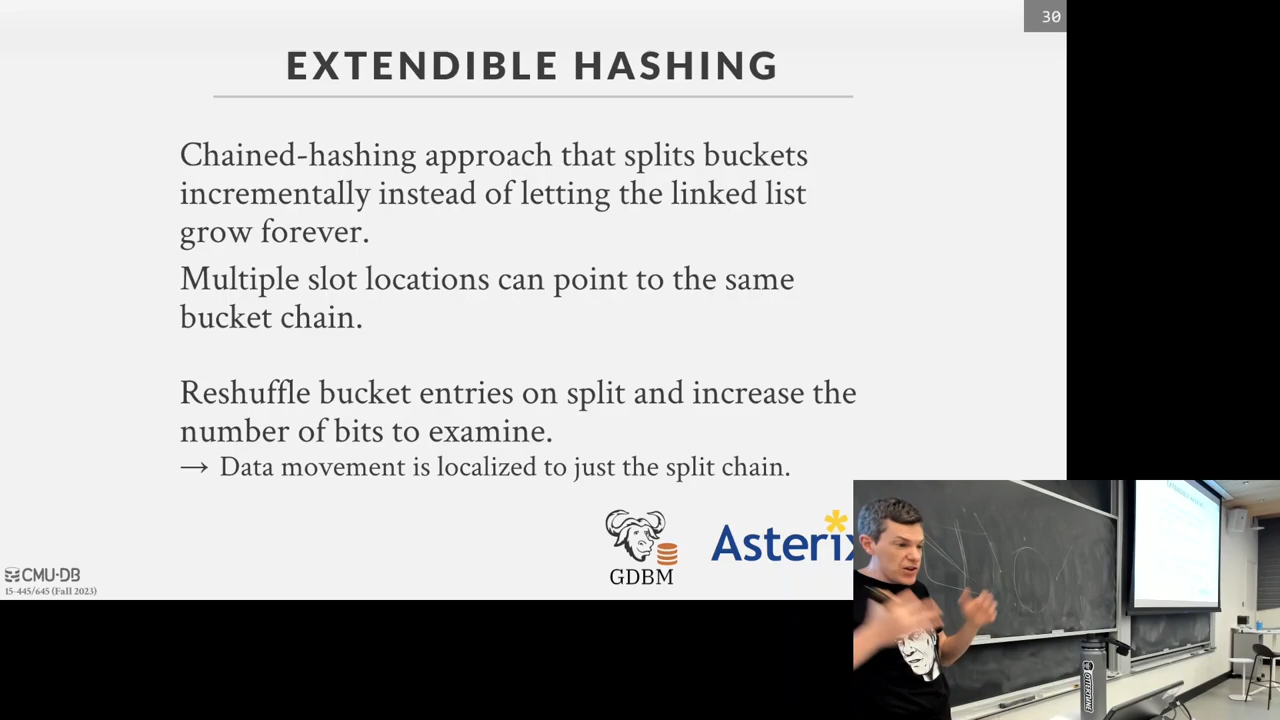 30
EXTENDIBLE HASHING
Chained-hashing approach that splits buckets
incrementally instead of letting the linked list
grow forever.
Multiple slot locations can point to the same
bucket chain.
Reshuffle bucket entries on split and increase the
number of bits to examine.
→ Data movement is localized to just the split chain.
GDBM
Asterix
CMU·DB
15-445/645 (Fall 2023)
OTTERTUNE